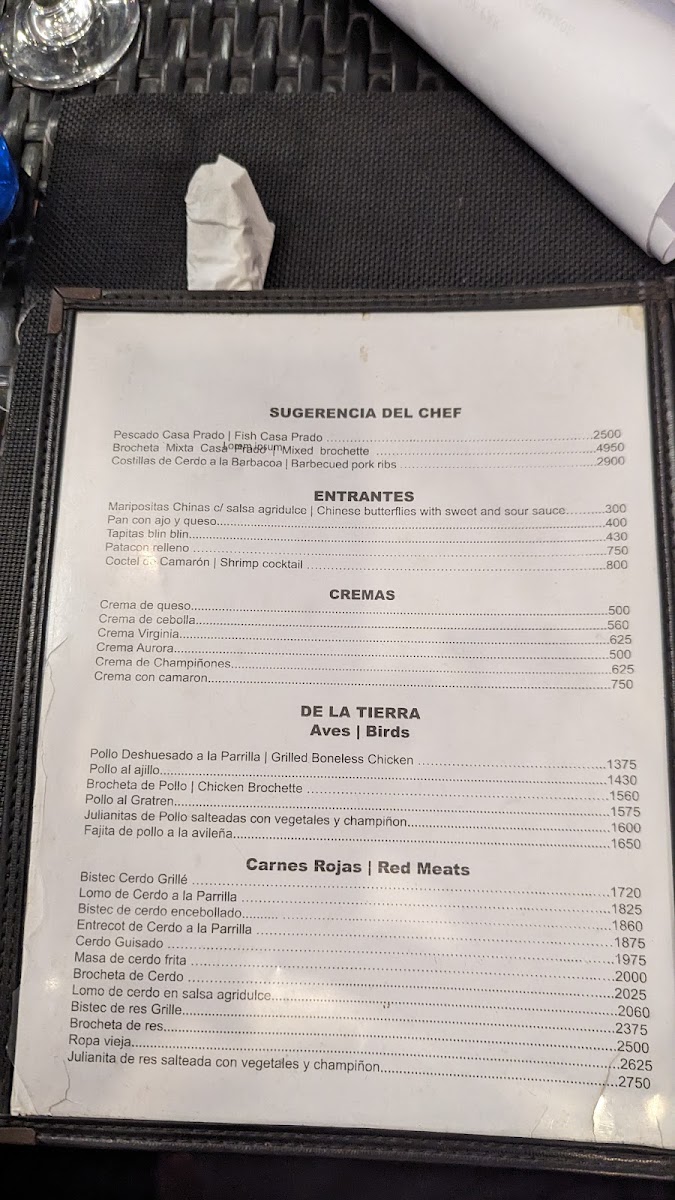 SUGERENCIA DEL CHEF
Pescado Casa Prado | Fish Casa Prado ........ 2500
Brocheta Mixta Casa Prado | Mixed brochette ........ 4950
Lorem ipsum
Costillas de Cerdo a la Barbacoa | Barbecued pork ribs ........ 2900
ENTRANTES
Maripositas Chinas c/ salsa agridulce | Chinese butterflies with sweet and sour sauce ........ 300
Pan con ajo y queso ........ 400
Tapitas blin blin ........ 430
Patacon relleno ........ 750
Coctel de Camarón | Shrimp cocktail ........ 800
CREMAS
Crema de queso ........ 500
Crema de cebolla ........ 560
Crema Virginia ........ 625
Crema Aurora ........ 500
Crema de Champiñones ........ 625
Crema con camaron ........ 750
DE LA TIERRA
Aves | Birds
Pollo Deshuesado a la Parrilla | Grilled Boneless Chicken ........ 1375
Pollo al ajillo ........ 1430
Brocheta de Pollo | Chicken Brochette ........ 1560
Pollo al Gratren ........ 1575
Julianitas de Pollo salteadas con vegetales y champiñon ........ 1600
Fajita de pollo a la avileña ........ 1650
Carnes Rojas | Red Meats
Bistec Cerdo Grillé ........ 1720
Lomo de Cerdo a la Parrilla ........ 1825
Bistec de cerdo encebollado ........ 1860
Entrecot de Cerdo a la Parrilla ........ 1875
Cerdo Guisado ........ 1975
Masa de cerdo frita ........ 2000
Brocheta de Cerdo ........ 2025
Lomo de cerdo en salsa agridulce ........ 2060
Bistec de res Grille ........ 2375
Brocheta de res ........ 2500
Ropa vieja ........ 2625
Julianita de res salteada con vegetales y champiñon ........ 2750